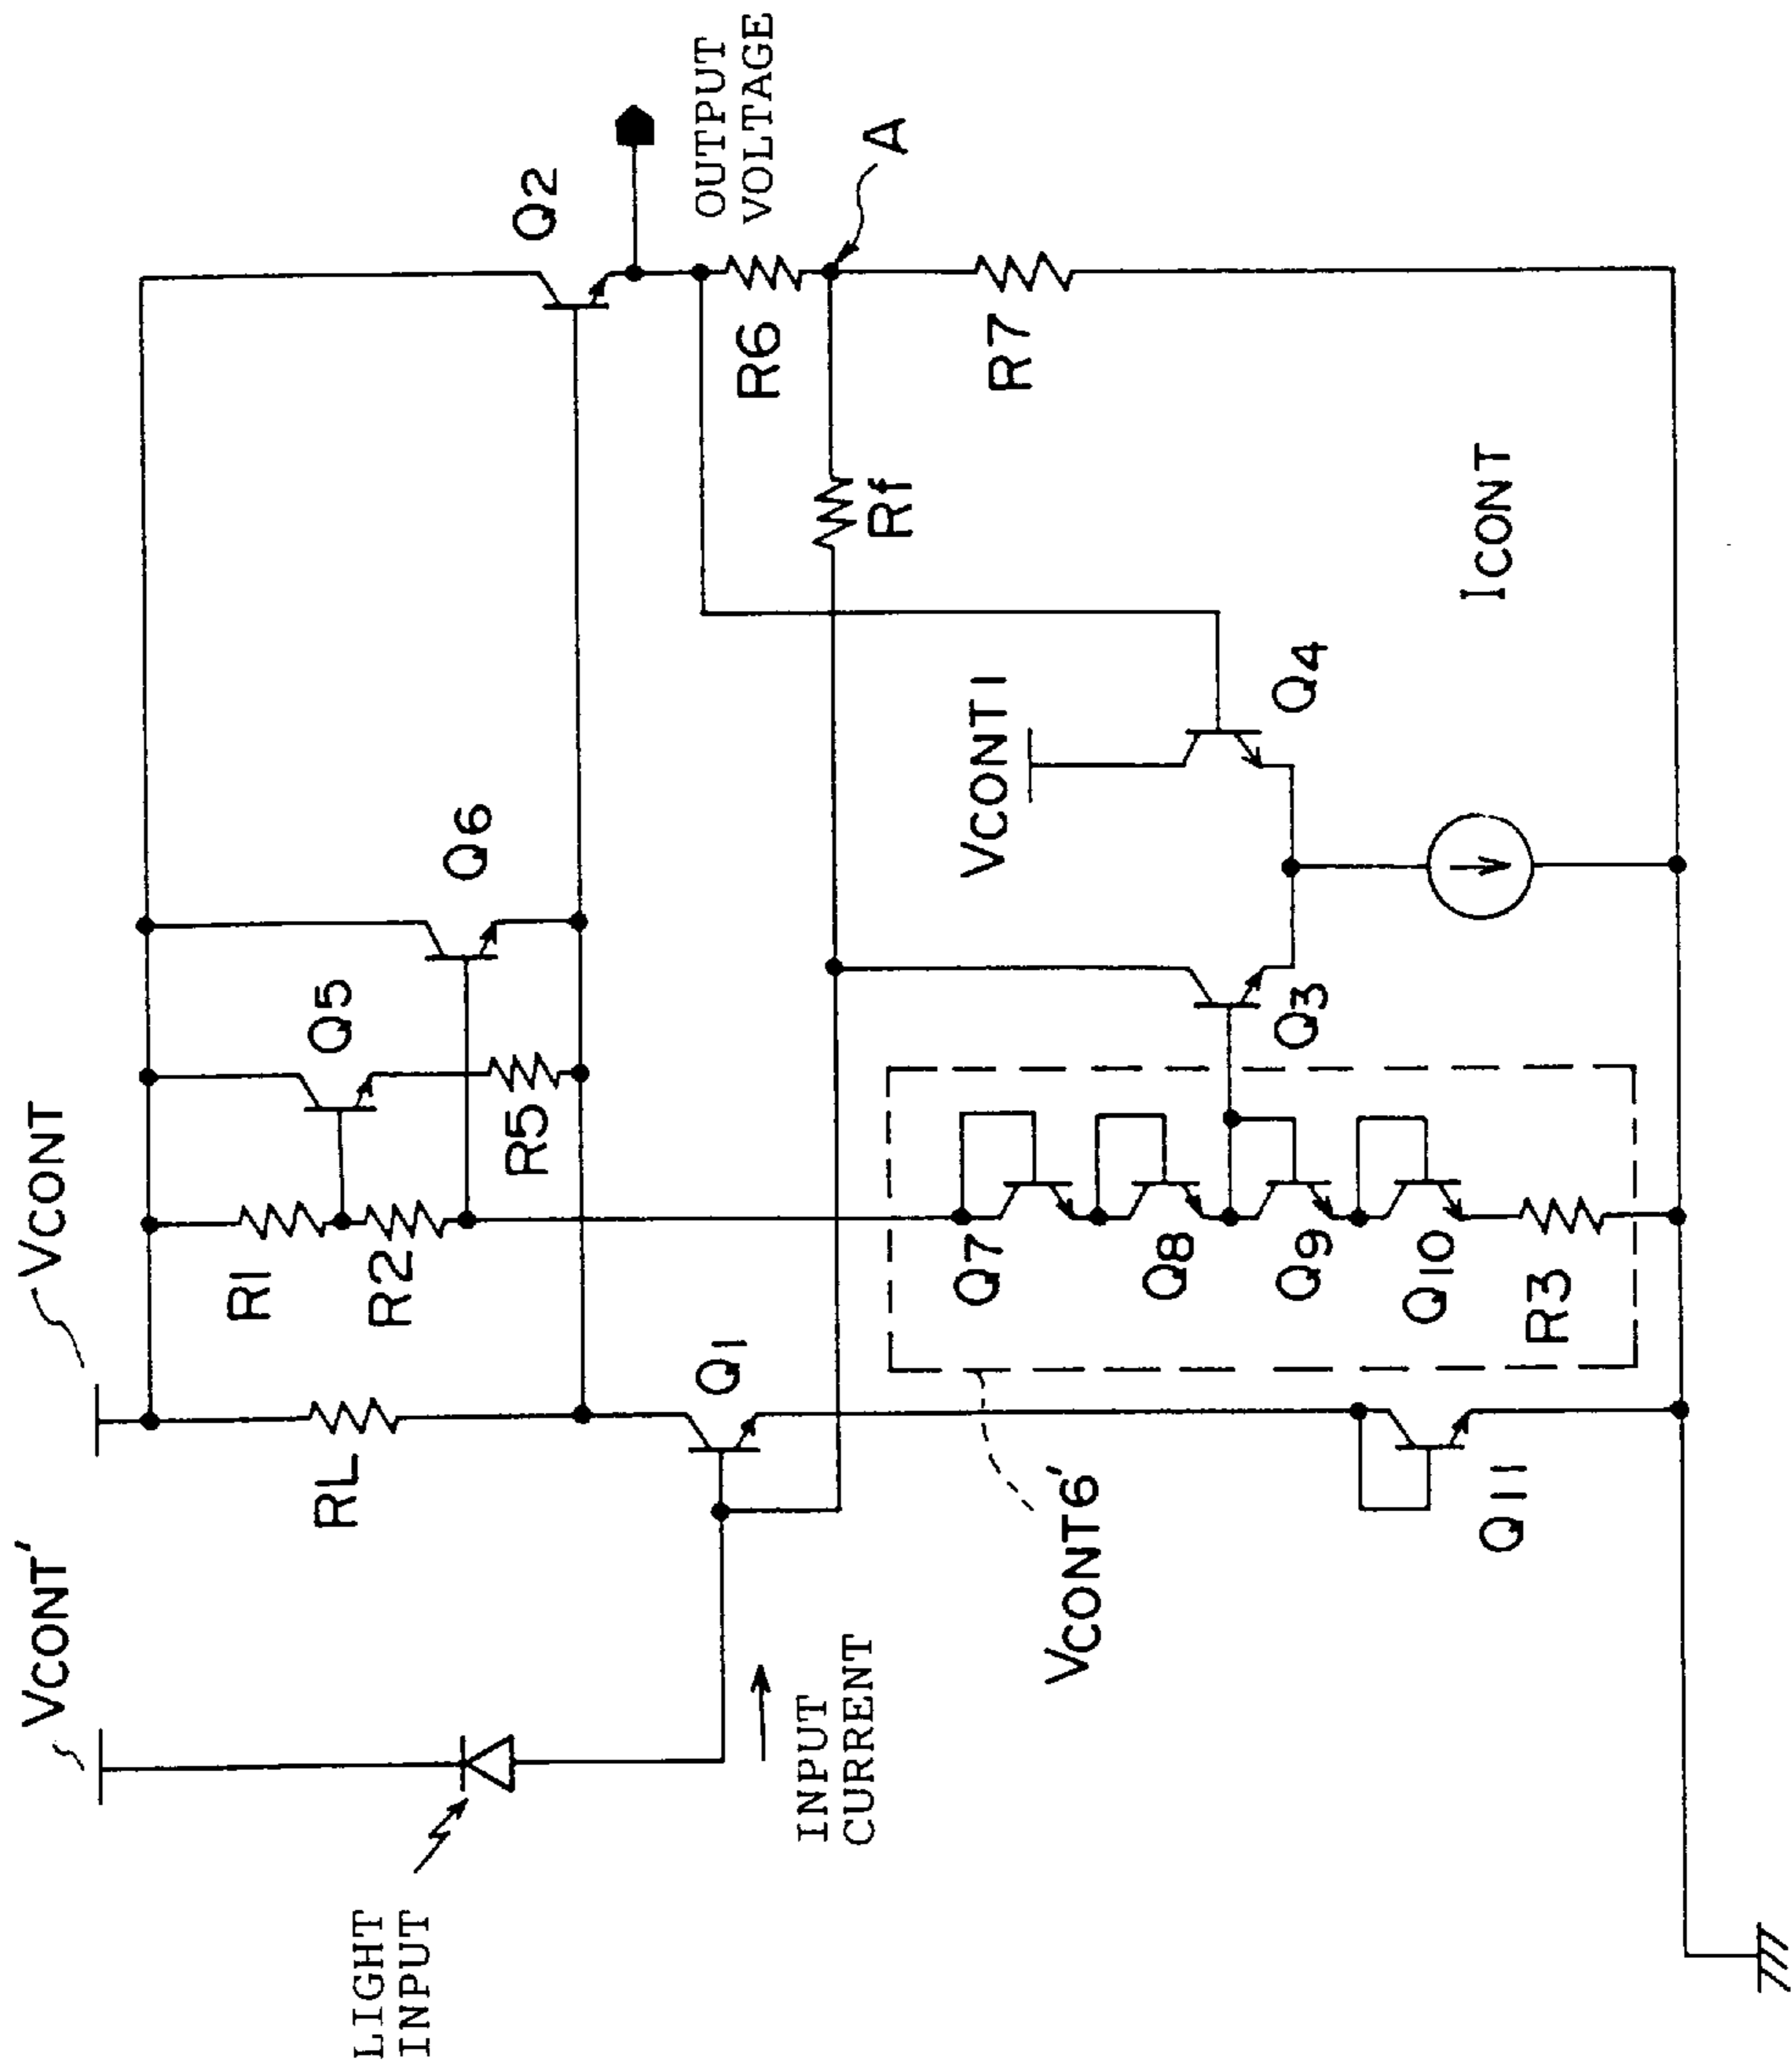 VCONT'
VCONT
LIGHT
INPUT
INPUT
CURRENT
RL
R1
R2
Q5
R5
Q6
Q2
OUTPUT
VOLTAGE
Q1
R6
A
Rf
R7
VCONT1
VCONT6'
Q7
Q8
Q9
Q10
R3
Q3
Q4
Q11
ICONT